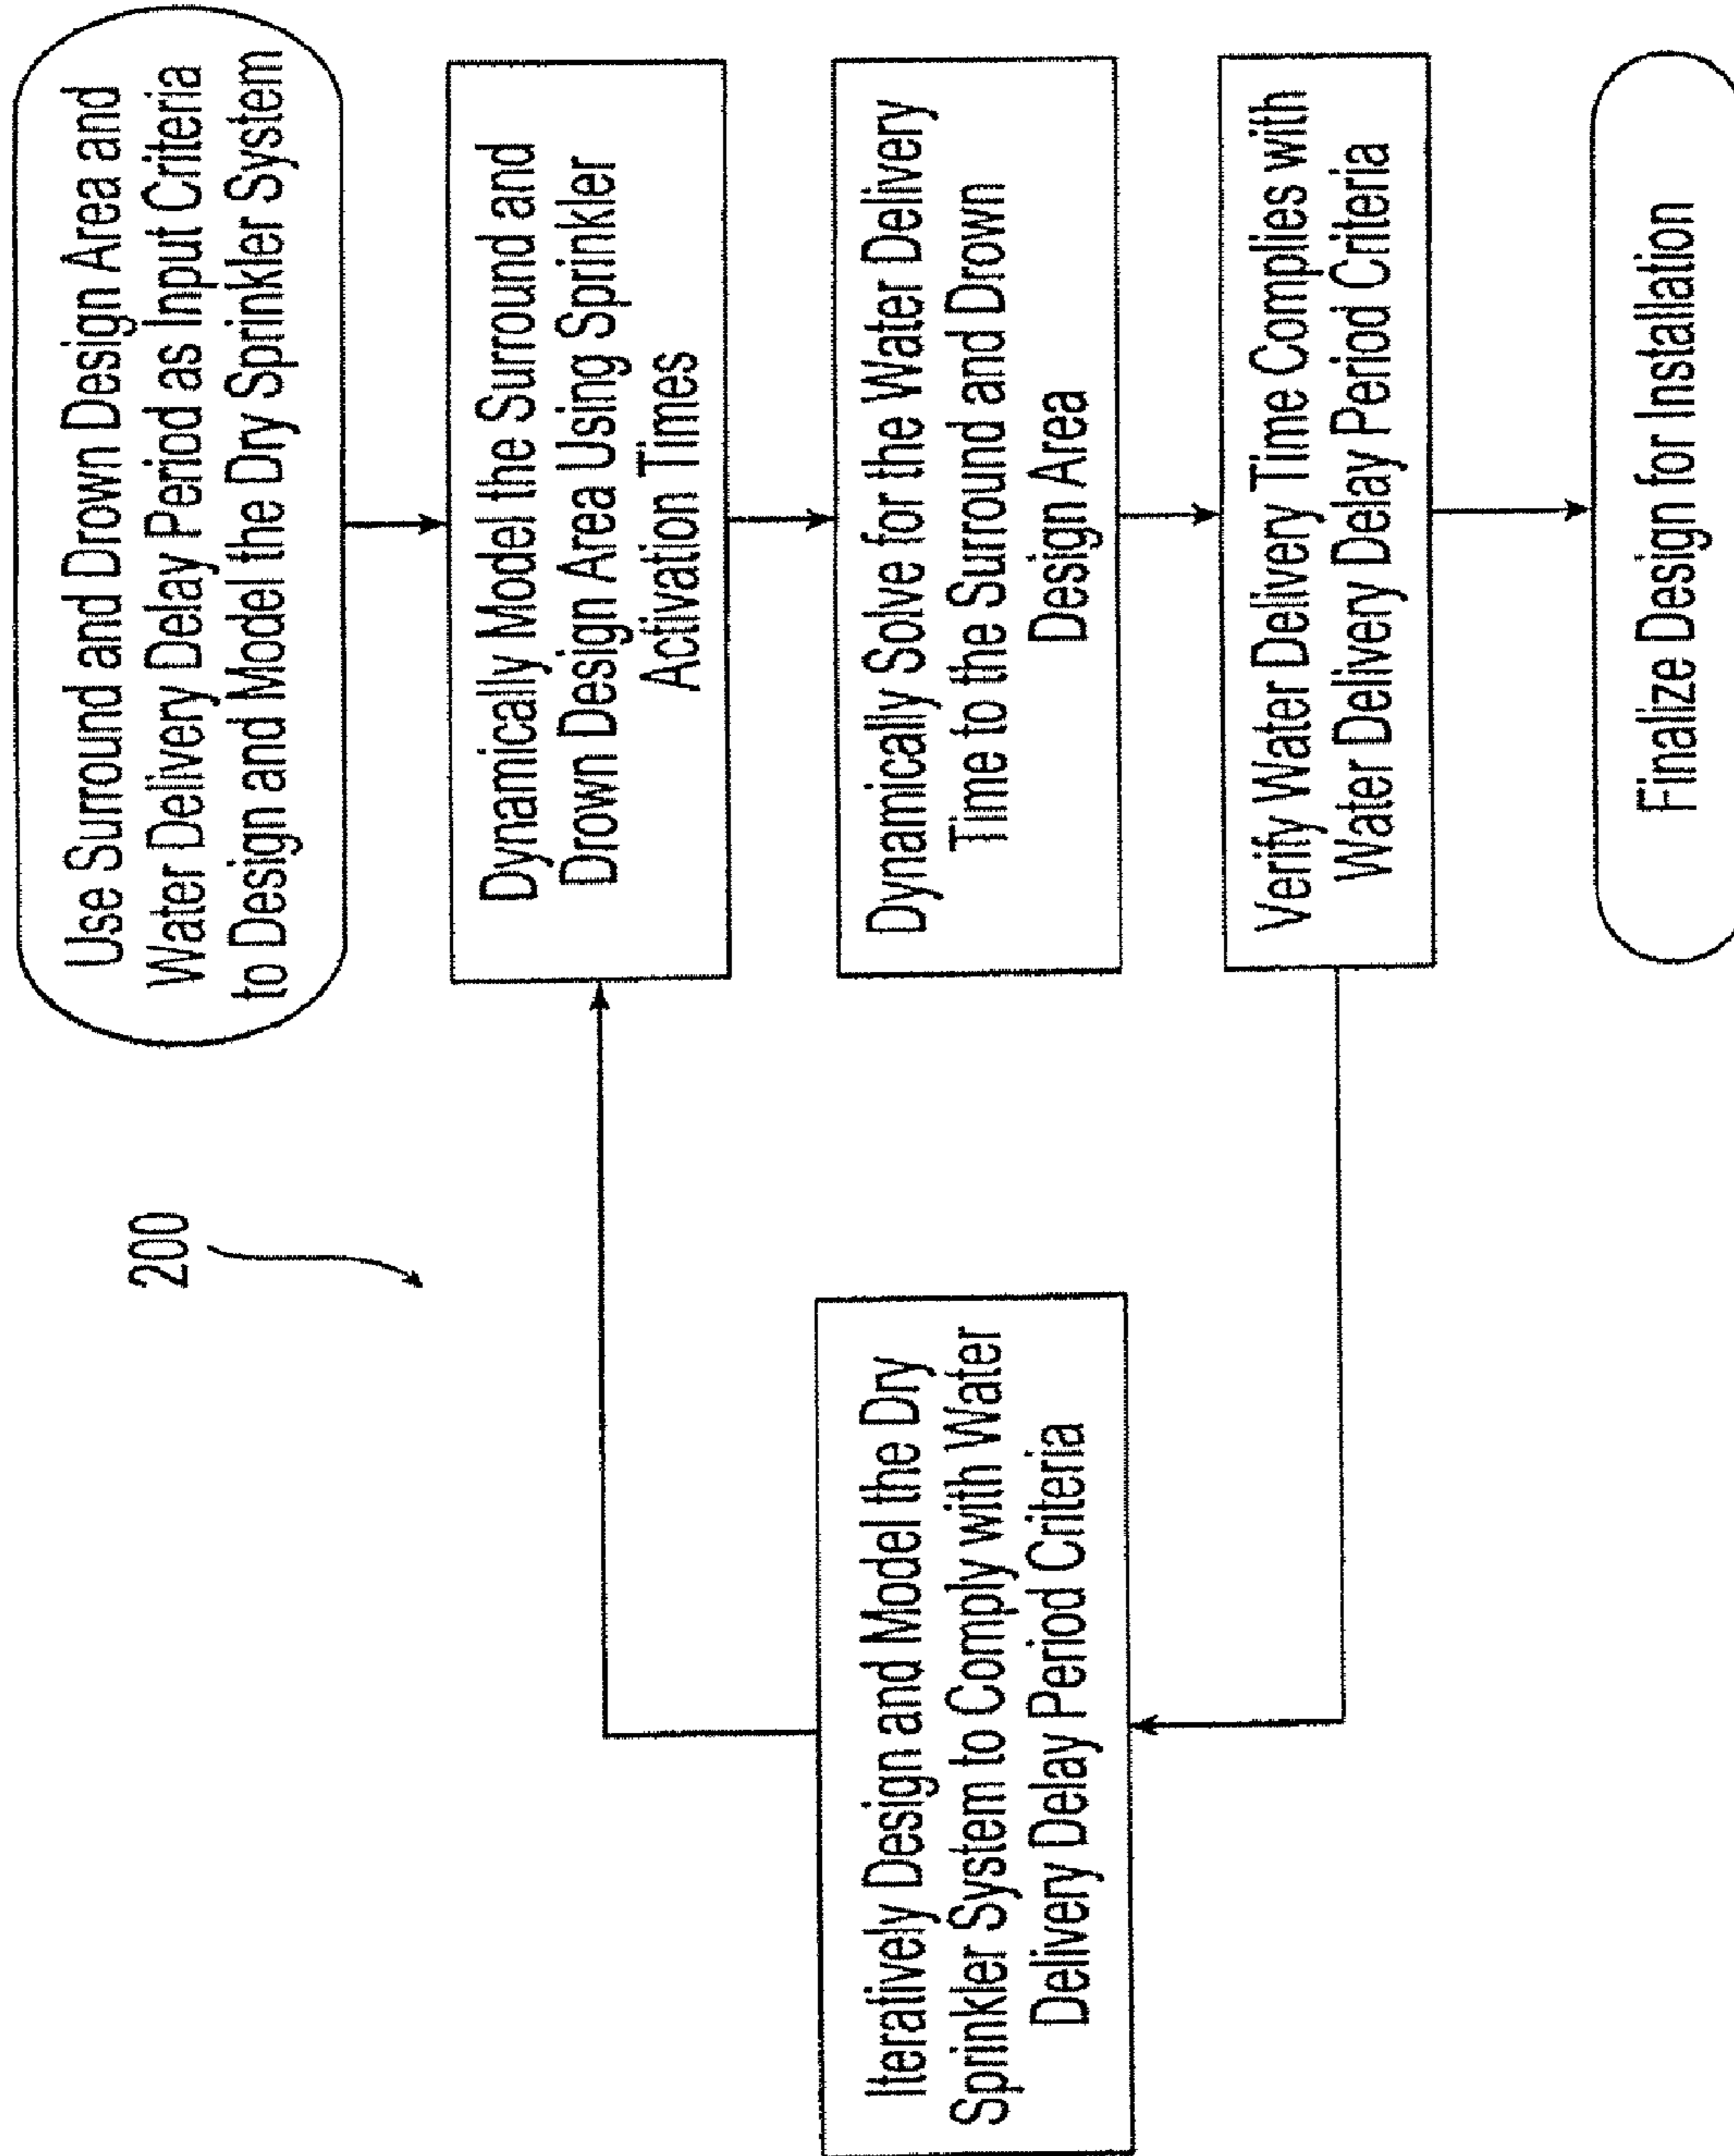 Use Surround and Drown Design Area and
Water Delivery Delay Period as Input Criteria
to Design and Model the Dry Sprinkler System
200
Dynamically Model the Surround and
Drown Design Area Using Sprinkler
Activation Times
Dynamically Solve for the Water Delivery
Time to the Surround and Drown
Design Area
Iteratively Design and Model the Dry
Sprinkler System to Comply with Water
Delivery Delay Period Criteria
Verify Water Delivery Time Complies with
Water Delivery Delay Period Criteria
Finalize Design for Installation